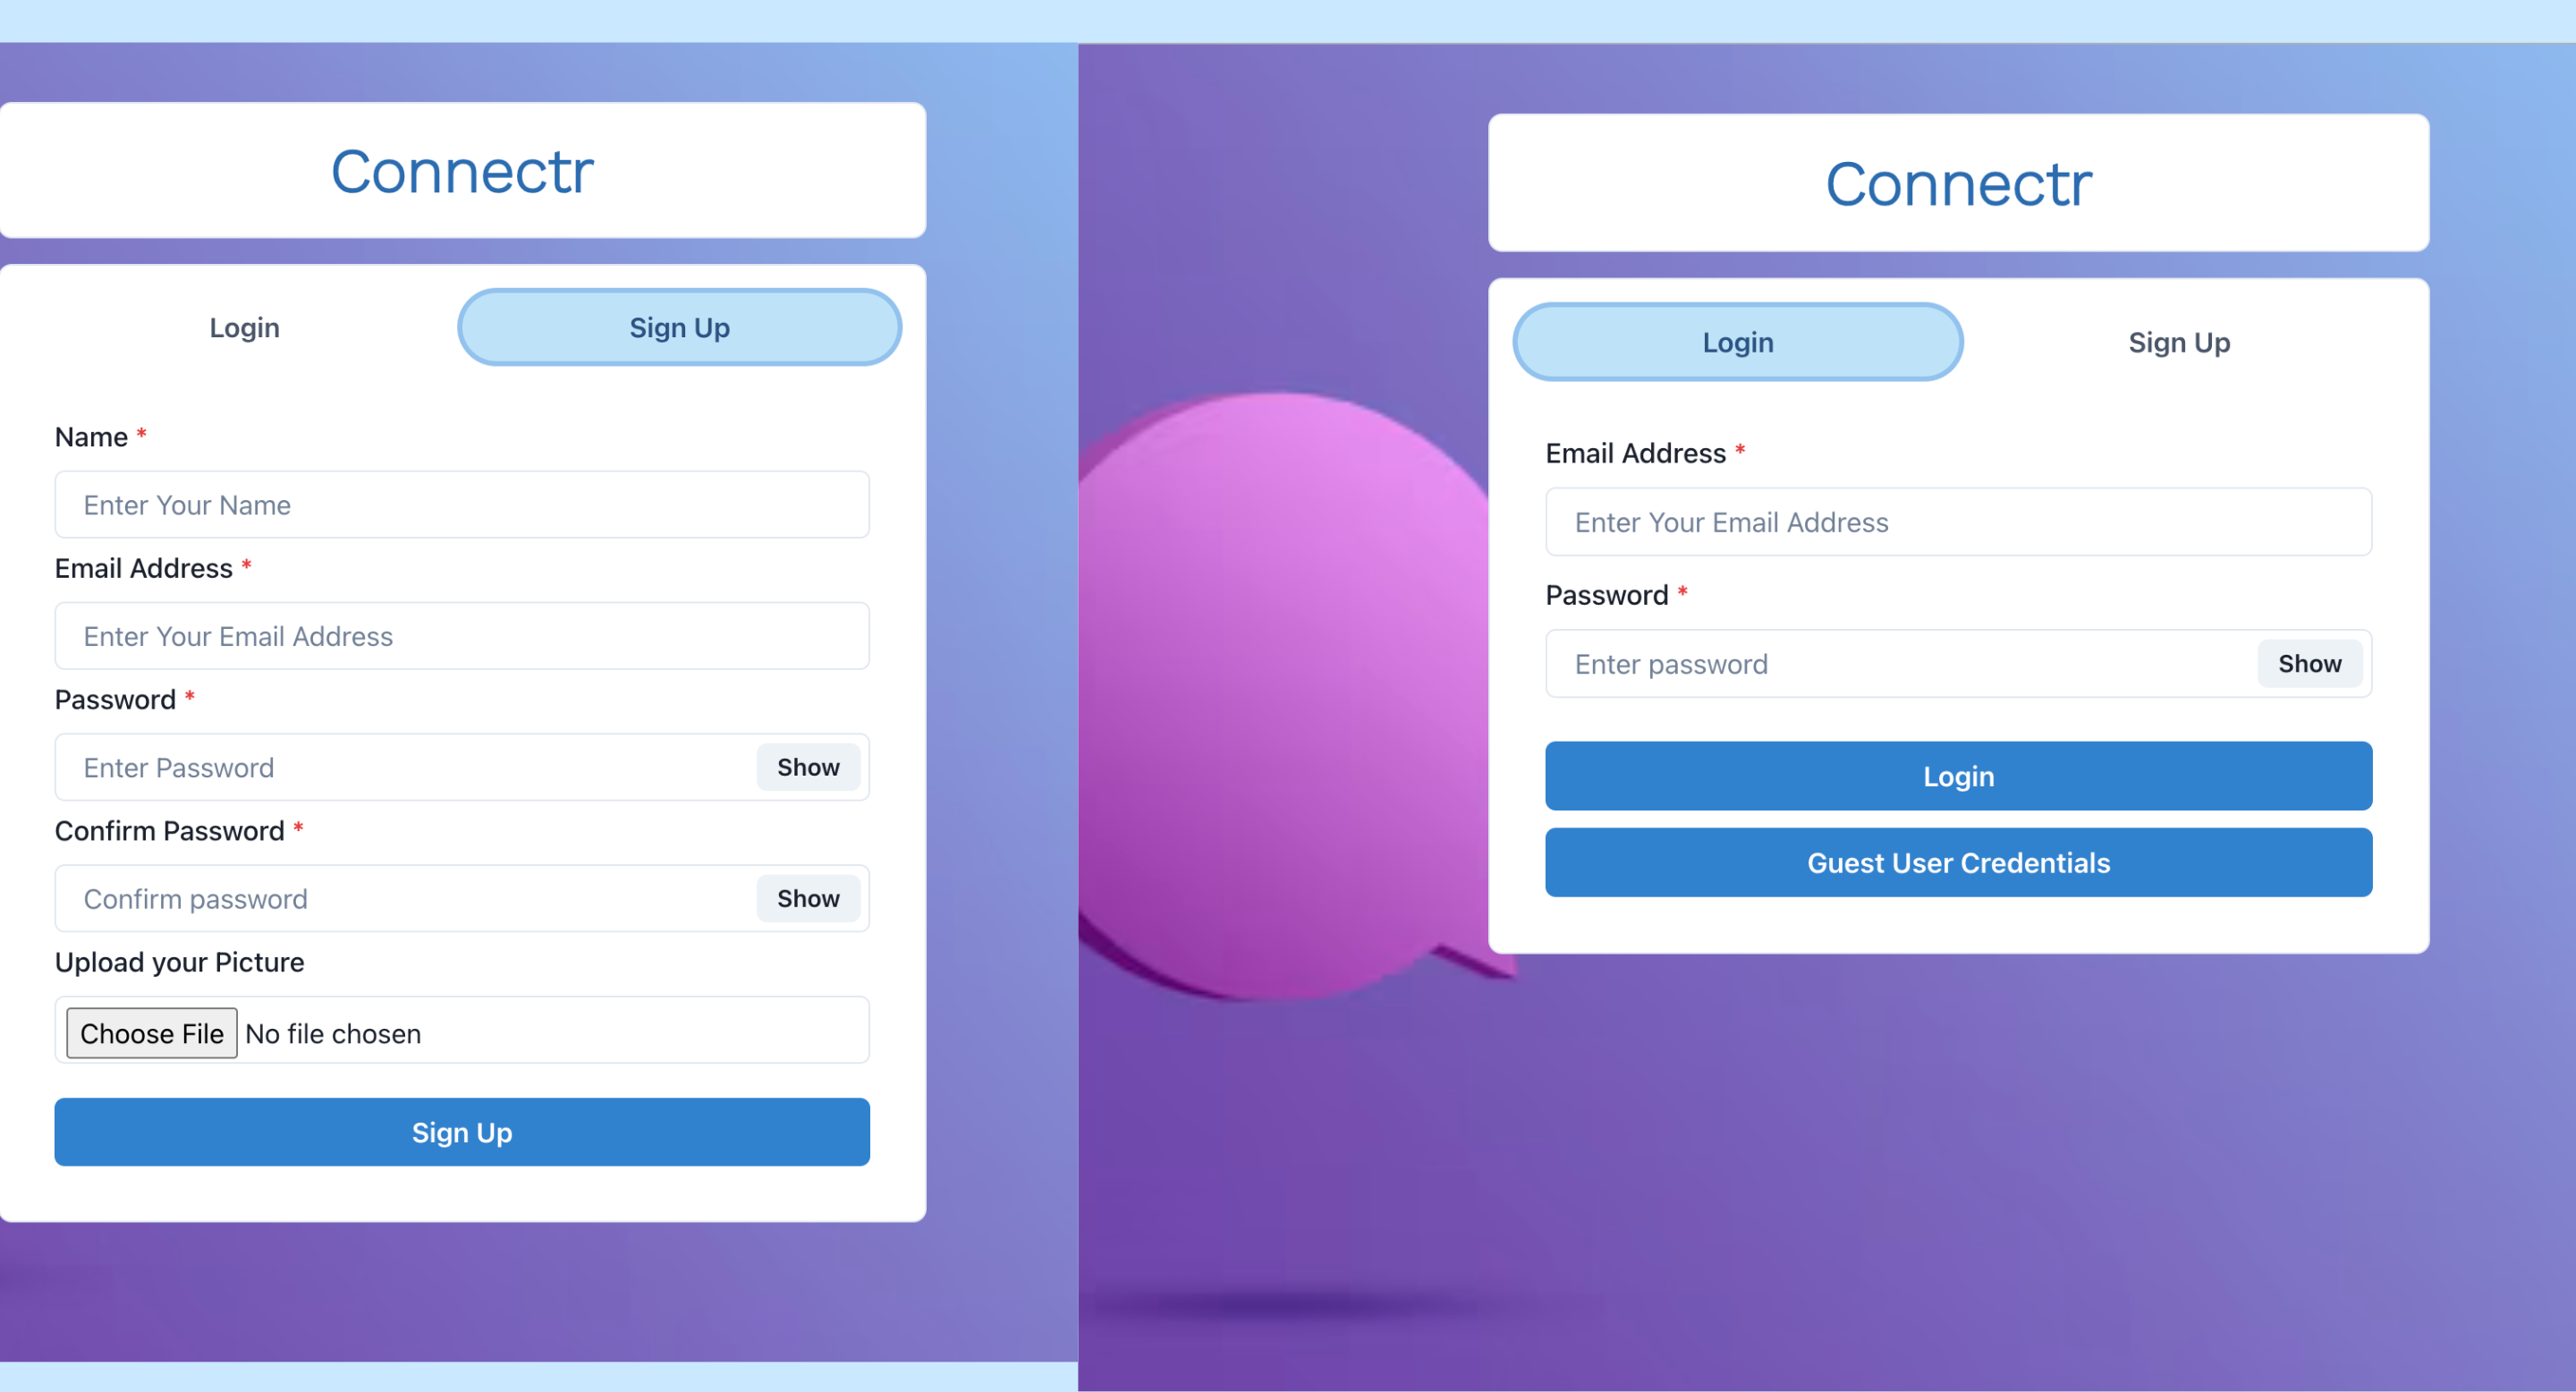 Connectr
Login Sign Up
Name *
Enter Your Name
Email Address *
Enter Your Email Address
Password *
Enter Password Show
Confirm Password *
Confirm password Show
Upload your Picture
Choose File No file chosen
Sign Up
Connectr
Login Sign Up
Email Address *
Enter Your Email Address
Password *
Enter password Show
Login
Guest User Credentials